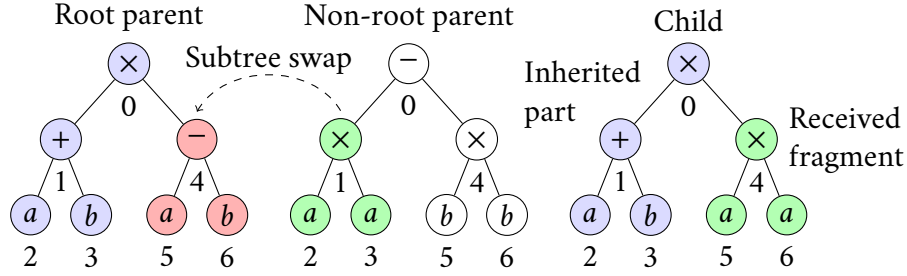 Root parent
Non-root parent
Child
× − ×
Subtree swap
Inherited
part
0 0 0
+ − × × + ×
Received
fragment
1 4 1 4 1 4
a b a b a a b b a b a a
2 3 5 6 2 3 5 6 2 3 5 6